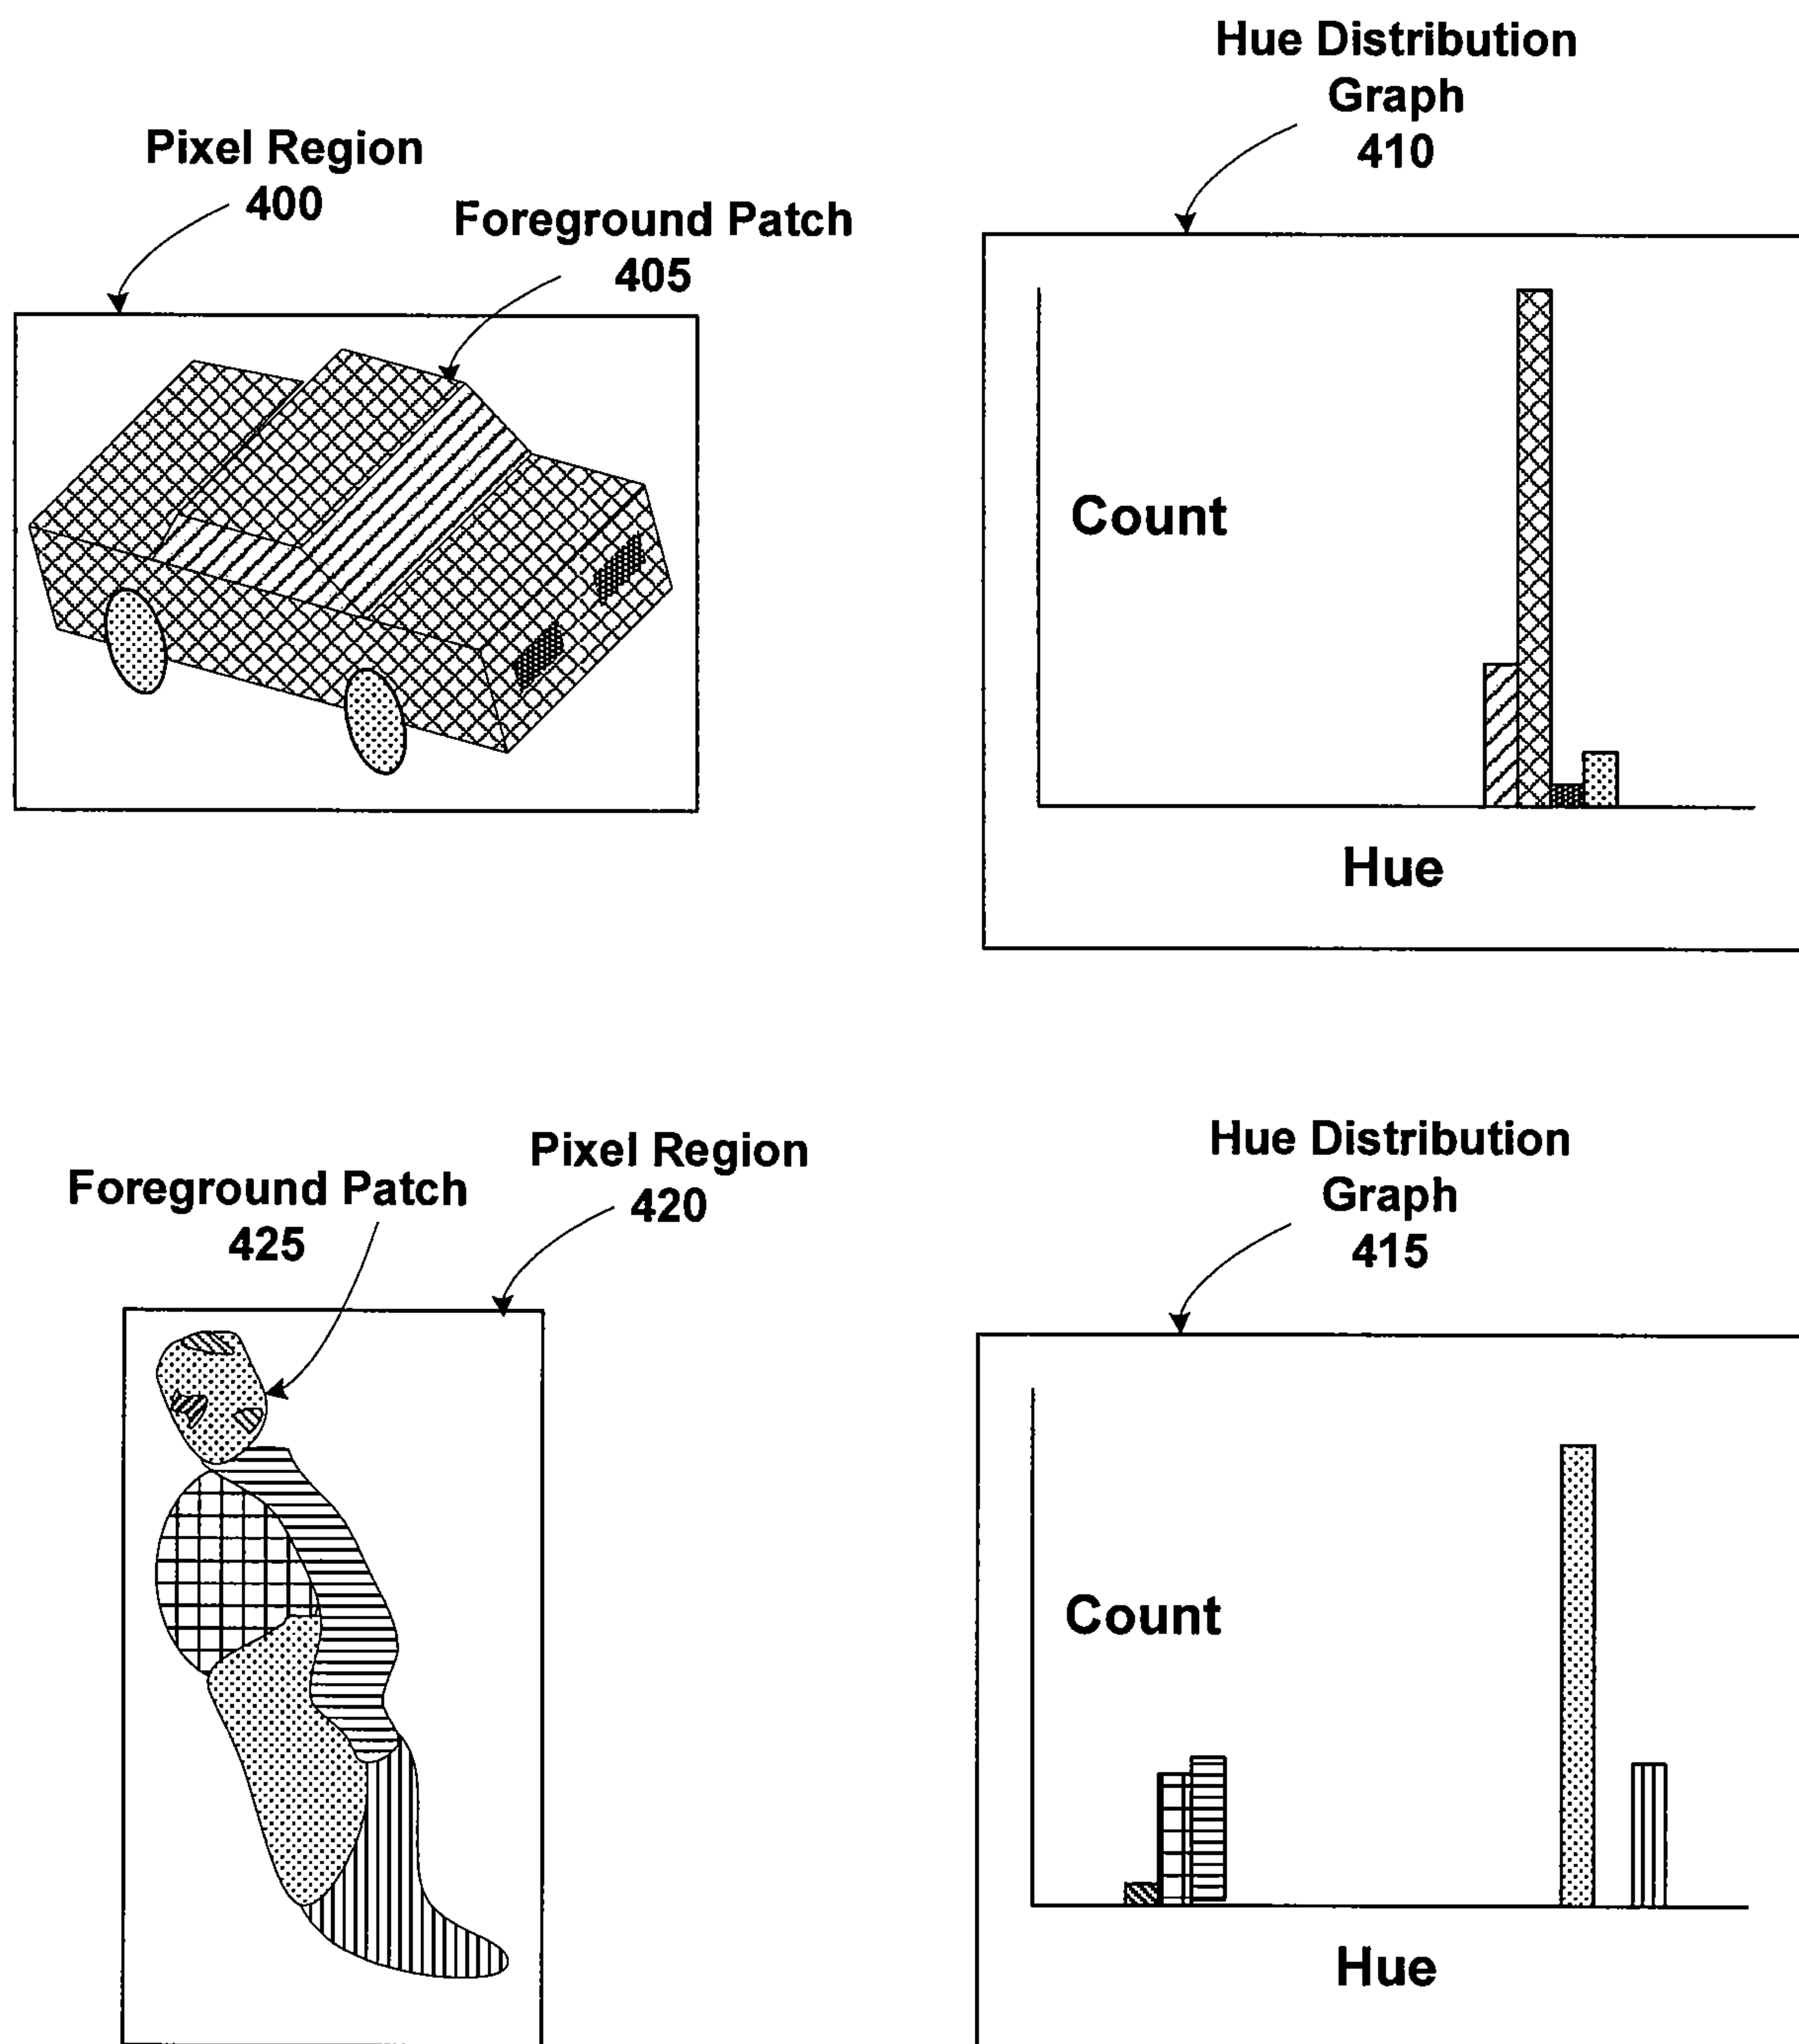 Hue Distribution
Graph
410
Pixel Region
400
Foreground Patch
405
Count
Hue
Hue Distribution
Graph
415
Pixel Region
420
Foreground Patch
425
Count
Hue